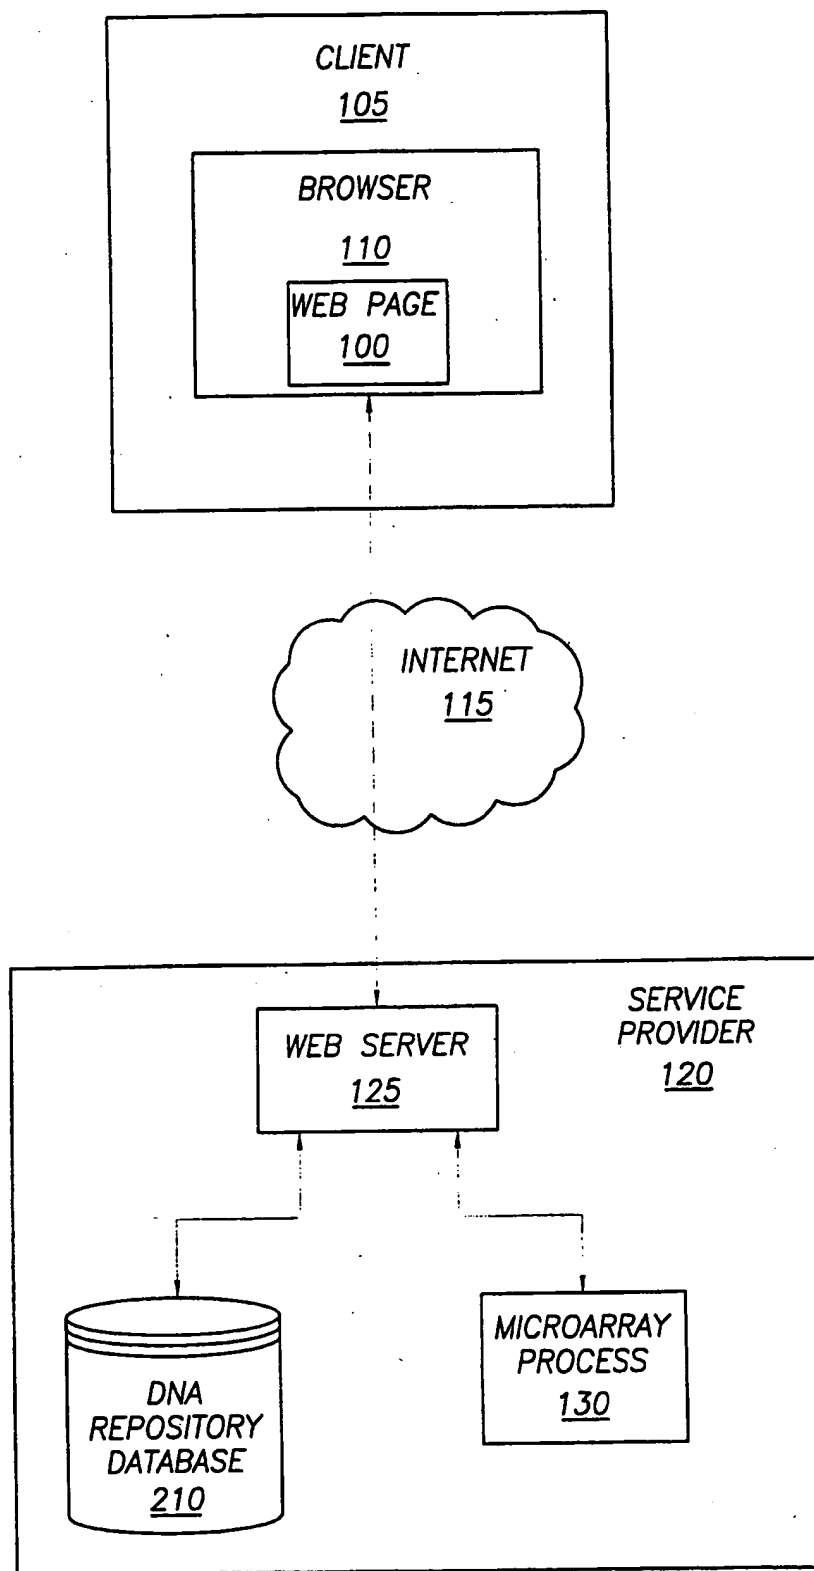 CLIENT
105
BROWSER
110
WEB PAGE
100
INTERNET
115
SERVICE
PROVIDER
120
WEB SERVER
125
DNA
REPOSITORY
DATABASE
210
MICROARRAY
PROCESS
130